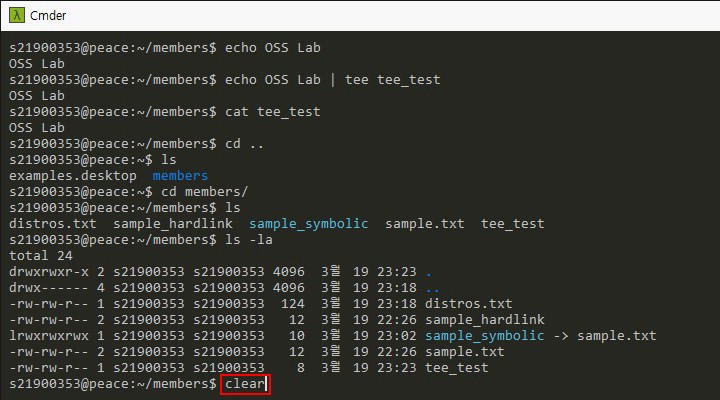 λ Cmder
s21900353@peace:~/members$ echo OSS Lab
OSS Lab
s21900353@peace:~/members$ echo OSS Lab | tee tee_test
OSS Lab
s21900353@peace:~/members$ cat tee_test
OSS Lab
s21900353@peace:~/members$ cd ..
s21900353@peace:~$ ls
examples.desktop  members
s21900353@peace:~$ cd members/
s21900353@peace:~/members$ ls
distros.txt  sample_hardlink  sample_symbolic  sample.txt  tee_test
s21900353@peace:~/members$ ls -la
total 24
drwxrwxr-x 2 s21900353 s21900353 4096  3월 19 23:23 .
drwx------ 4 s21900353 s21900353 4096  3월 19 23:18 ..
-rw-rw-r-- 1 s21900353 s21900353  124  3월 19 23:18 distros.txt
-rw-rw-r-- 2 s21900353 s21900353   12  3월 19 22:26 sample_hardlink
lrwxrwxrwx 1 s21900353 s21900353   10  3월 19 23:02 sample_symbolic -> sample.txt
-rw-rw-r-- 2 s21900353 s21900353   12  3월 19 22:26 sample.txt
-rw-rw-r-- 1 s21900353 s21900353    8  3월 19 23:23 tee_test
s21900353@peace:~/members$ clear